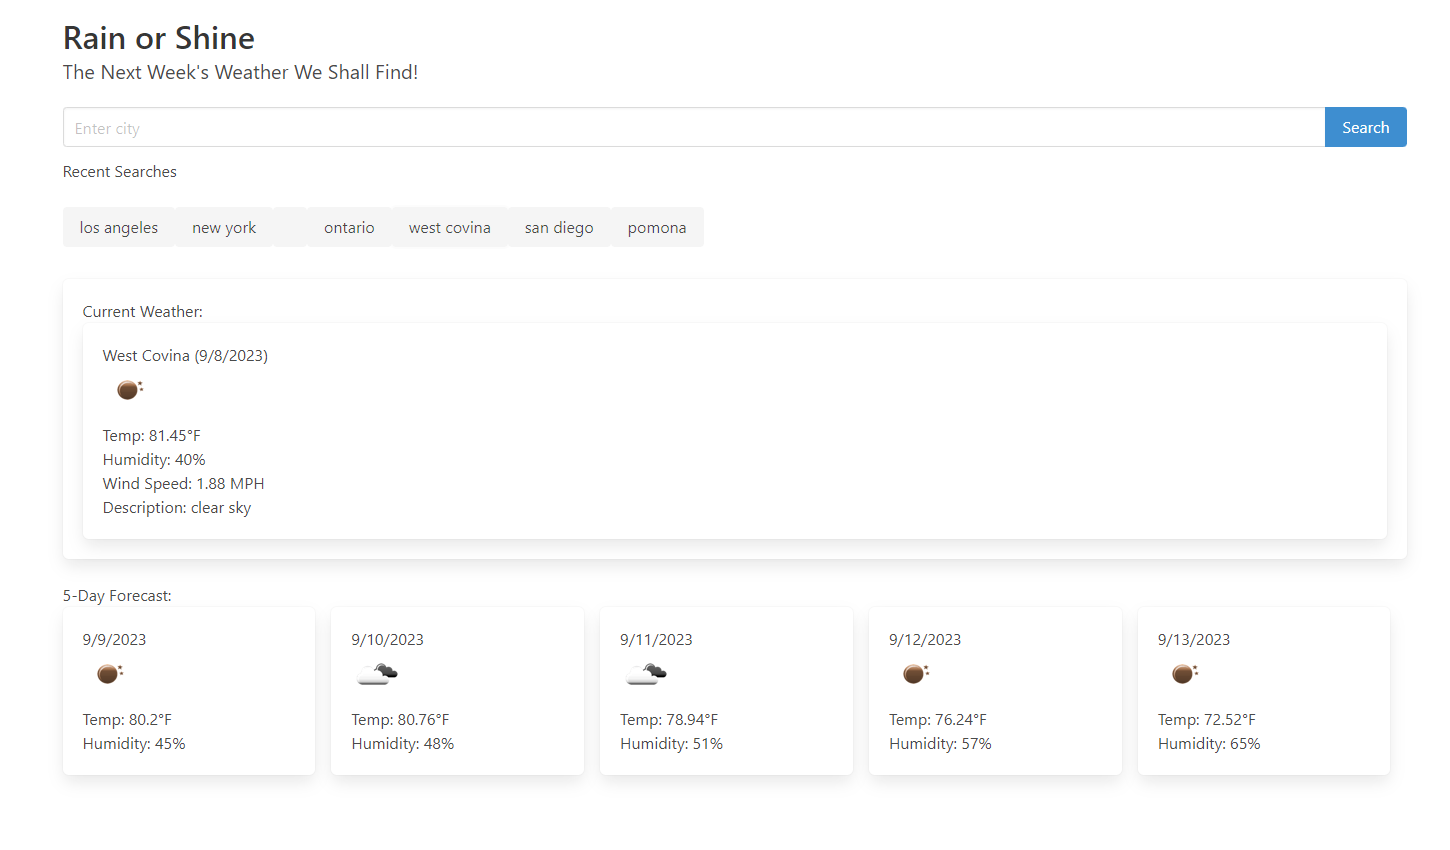 Rain or Shine
The Next Week's Weather We Shall Find!
Enter city
Search
Recent Searches
los angeles new york ontario west covina san diego pomona
Current Weather:
West Covina (9/8/2023)
Temp: 81.45°F
Humidity: 40%
Wind Speed: 1.88 MPH
Description: clear sky
5-Day Forecast:
9/9/2023
Temp: 80.2°F
Humidity: 45%
9/10/2023
Temp: 80.76°F
Humidity: 48%
9/11/2023
Temp: 78.94°F
Humidity: 51%
9/12/2023
Temp: 76.24°F
Humidity: 57%
9/13/2023
Temp: 72.52°F
Humidity: 65%